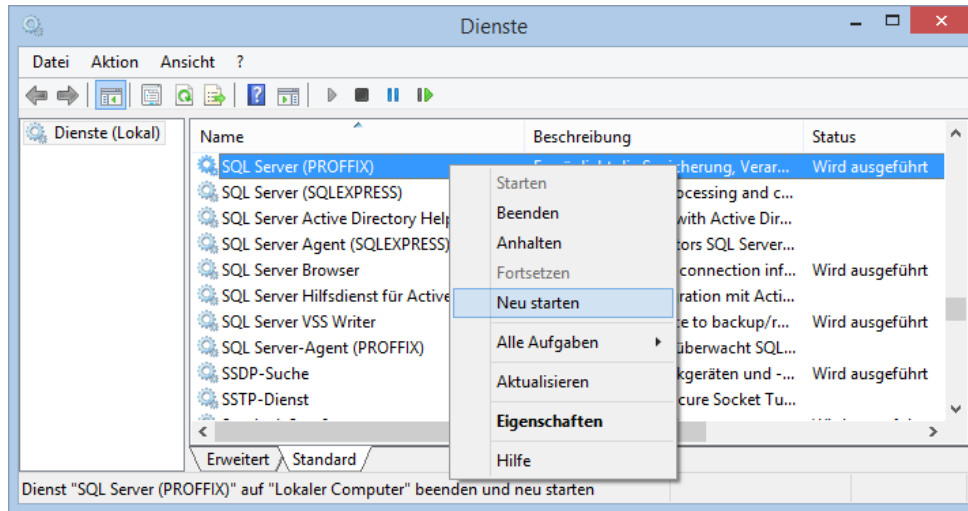 Dienste
Datei Aktion Ansicht ?
Dienste (Lokal)
Name Beschreibung Status
SQL Server (PROFFIX) Wird ausgeführt
SQL Server (SQLEXPRESS) ocessing and c...
SQL Server Active Directory Help with Active Dir...
SQL Server Agent (SQLEXPRESS) tors SQL Server...
SQL Server Browser connection inf... Wird ausgeführt
SQL Server Hilfsdienst für Active ration mit Acti...
SQL Server VSS Writer ce to backup/r... Wird ausgeführt
SQL Server-Agent (PROFFIX) überwacht SQL...
SSDP-Suche kgeräten und -... Wird ausgeführt
SSTP-Dienst cure Socket Tu...
Starten
Beenden
Anhalten
Fortsetzen
Neu starten
Alle Aufgaben
Aktualisieren
Eigenschaften
Hilfe
Erweitert Standard
Dienst "SQL Server (PROFFIX)" auf "Lokaler Computer" beenden und neu starten